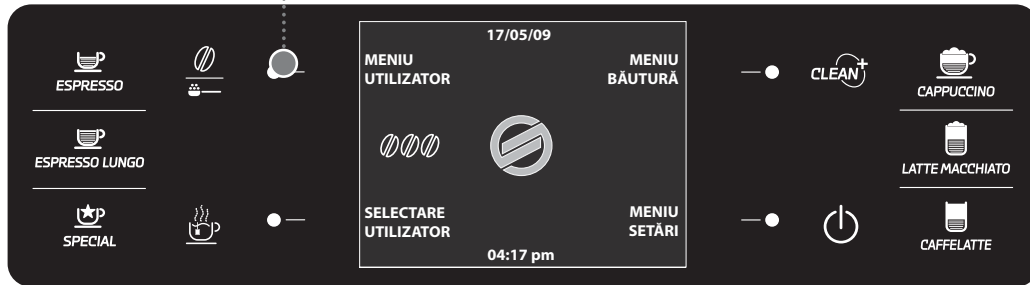 17/05/09
MENIU
UTILIZATOR
MENIU
BĂUTURĂ
ESPRESSO
CLEAN+
CAPPUCCINO
ESPRESSO LUNGO
LATTE MACCHIATO
SPECIAL
SELECTARE
UTILIZATOR
MENIU
SETĂRI
CAFFELATTE
04:17 pm